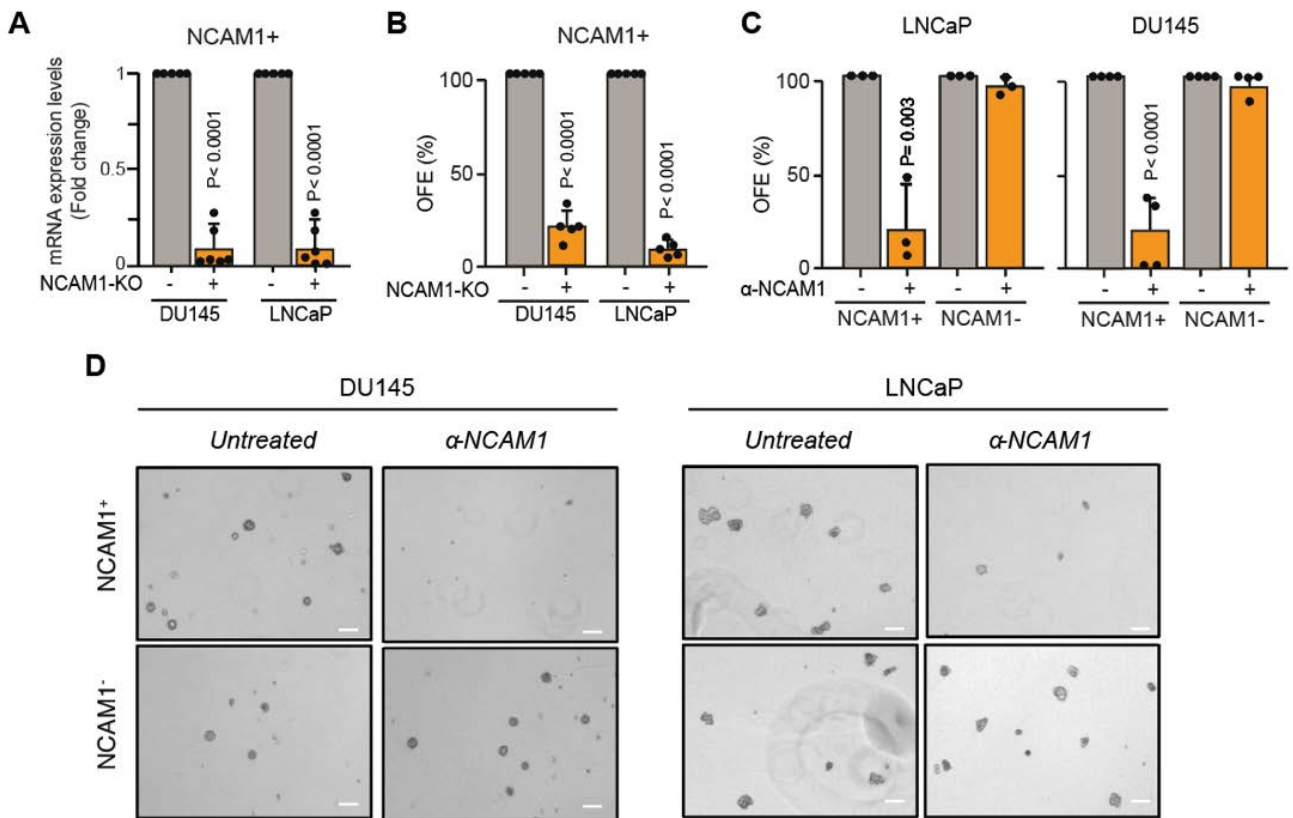 A
NCAM1+
mRNA expression levels
(Fold change)
1
0.5
0
P< 0.0001
P< 0.0001
NCAM1-KO
- + - +
DU145 LNCaP
B
NCAM1+
OFE (%)
100
50
0
P< 0.0001
P< 0.0001
NCAM1-KO
- + - +
DU145 LNCaP
C
LNCaP DU145
OFE (%)
100
50
0
P= 0.003
P< 0.0001
α-NCAM1
- + - + - + - +
NCAM1+ NCAM1- NCAM1+ NCAM1-
D
DU145 LNCaP
Untreated α-NCAM1 Untreated α-NCAM1
NCAM1⁺
NCAM1⁻